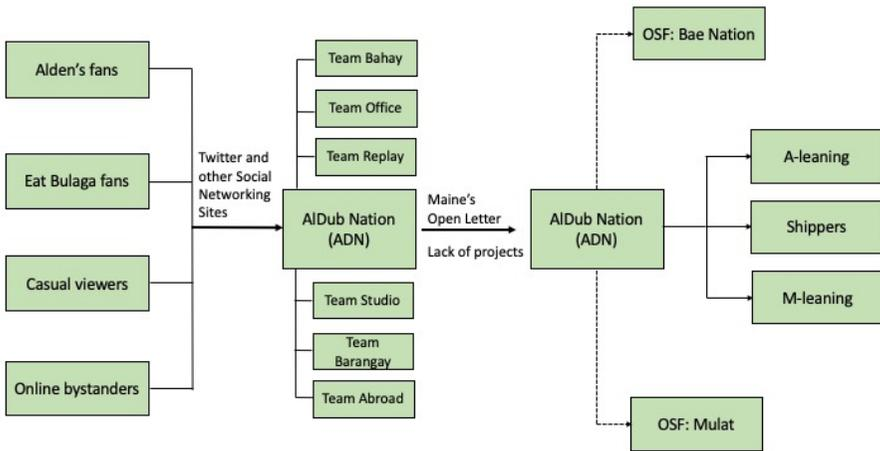 Alden's fans
Eat Bulaga fans
Casual viewers
Online bystanders
Twitter and
other Social
Networking
Sites
Team Bahay
Team Office
Team Replay
AlDub Nation
(ADN)
Team Studio
Team
Barangay
Team Abroad
Maine's
Open Letter
Lack of projects
AlDub Nation
(ADN)
OSF: Bae Nation
A-leaning
Shippers
M-leaning
OSF: Mulat